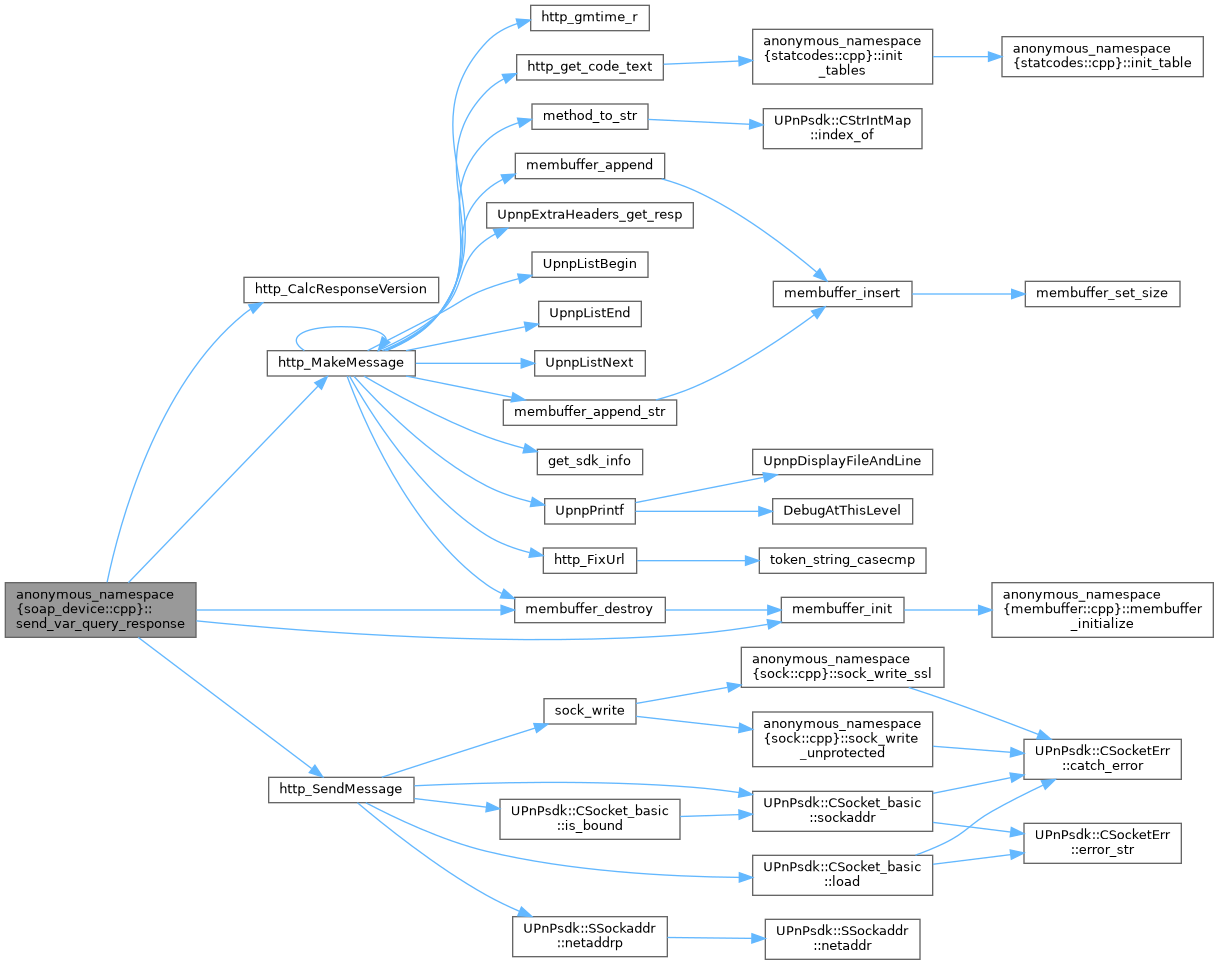 http_gmtime_r
http_get_code_text
anonymous_namespace
{statcodes::cpp}::init
_tables
anonymous_namespace
{statcodes::cpp}::init_table
method_to_str
UPnPsdk::CStrIntMap
::index_of
membuffer_append
UpnpExtraHeaders_get_resp
UpnpListBegin
http_CalcResponseVersion
membuffer_insert
membuffer_set_size
UpnpListEnd
http_MakeMessage
UpnpListNext
membuffer_append_str
get_sdk_info
UpnpDisplayFileAndLine
UpnpPrintf
DebugAtThisLevel
http_FixUrl
token_string_casecmp
anonymous_namespace
{soap_device::cpp}::
send_var_query_response
membuffer_destroy
membuffer_init
anonymous_namespace
{membuffer::cpp}::membuffer
_initialize
anonymous_namespace
{sock::cpp}::sock_write_ssl
sock_write
anonymous_namespace
{sock::cpp}::sock_write
_unprotected
UPnPsdk::CSocketErr
::catch_error
http_SendMessage
UPnPsdk::CSocket_basic
::is_bound
UPnPsdk::CSocket_basic
::sockaddr
UPnPsdk::CSocketErr
::error_str
UPnPsdk::CSocket_basic
::load
UPnPsdk::SSockaddr
::netaddrp
UPnPsdk::SSockaddr
::netaddr